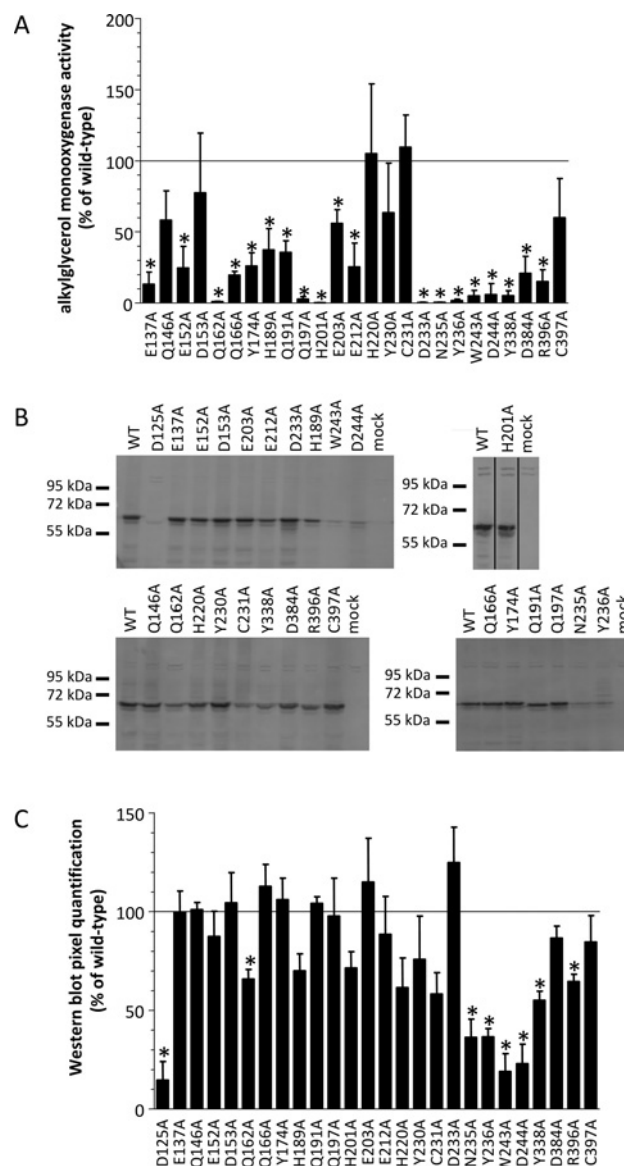 A
alkylglycerol monooxygenase activity
(% of wild-type)
200
150
100
50
0
* * * * * * * * * * * * * * * * * * *
E137A Q146A E152A D153A Q162A Q166A Y174A H189A Q191A Q197A H201A E203A E212A H220A Y230A C231A D233A N235A Y236A W243A D244A Y338A D384A R396A C397A
B
WT D125A E137A E152A D153A E203A E212A D233A H189A W243A D244A mock
95 kDa
72 kDa
55 kDa
WT H201A mock
95 kDa
72 kDa
55 kDa
WT Q146A Q162A H220A Y230A C231A Y338A D384A R396A C397A mock
95 kDa
72 kDa
55 kDa
WT Q166A Y174A Q191A Q197A N235A Y236A mock
95 kDa
72 kDa
55 kDa
C
Western blot pixel quantification
(% of wild-type)
150
100
50
0
* * * * * * * *
D125A E137A Q146A E152A D153A Q162A Q166A Y174A H189A Q191A Q197A H201A E203A E212A H220A Y230A C231A D233A N235A Y236A N243A D244A Y338A D384A R396A C397A